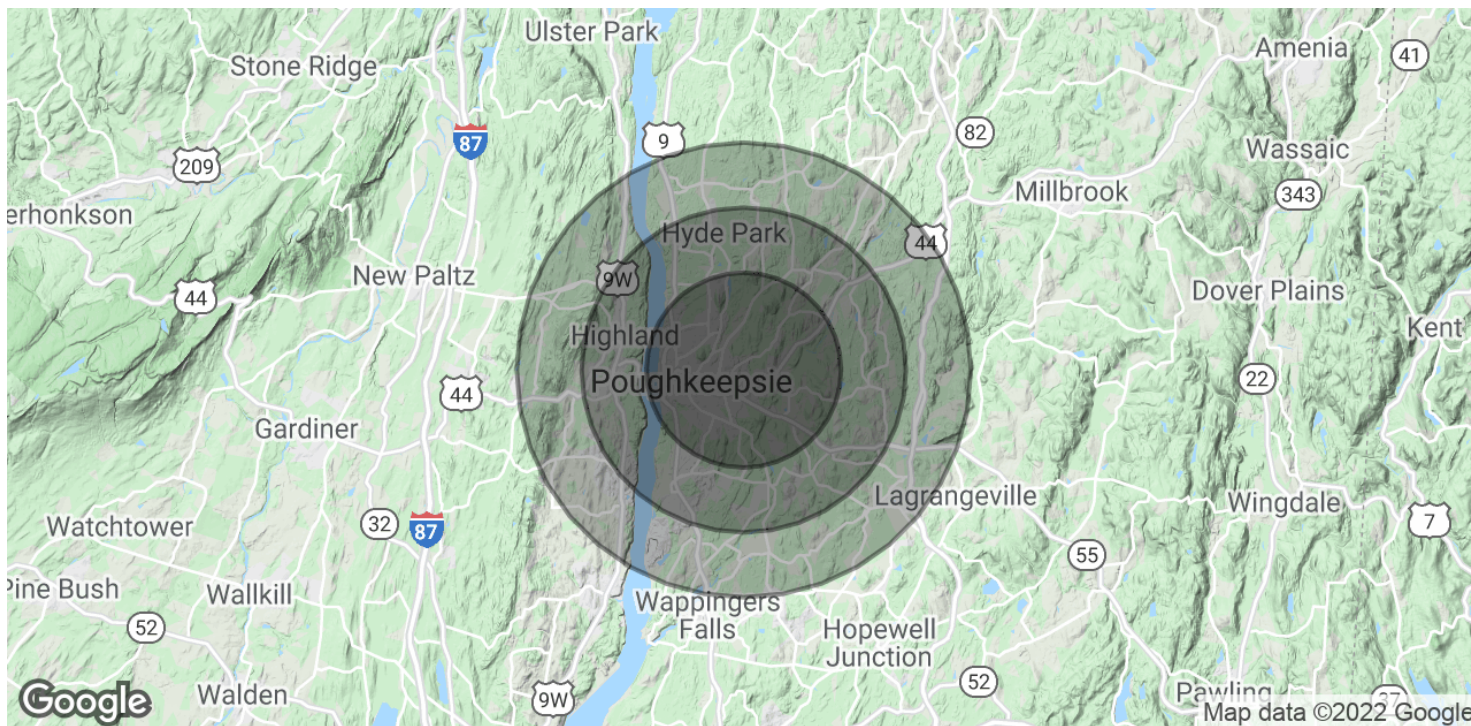 Ulster Park
Amenia
41
Stone Ridge
87
9
82
Wassaic
209
Millbrook
343
erhonkson
Hyde Park
44
New Paltz
9W
44
Dover Plains
Highland
Kent
Poughkeepsie
22
44
Gardiner
Lagrangeville
Wingdale
Watchtower
32
87
7
55
Pine Bush
Wallkill
Wappingers
Falls
52
Hopewell
Junction
52
Google
Walden
9W
Pawling
27
Map data ©2022 Google